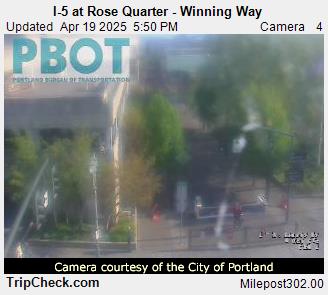 I-5 at Rose Quarter - Winning Way
Updated Apr 19 2025 5:50 PM Camera 4
PBOT
PORTLAND BUREAU OF TRANSPORTATION
Camera courtesy of the City of Portland
TripCheck.com Milepost302.00